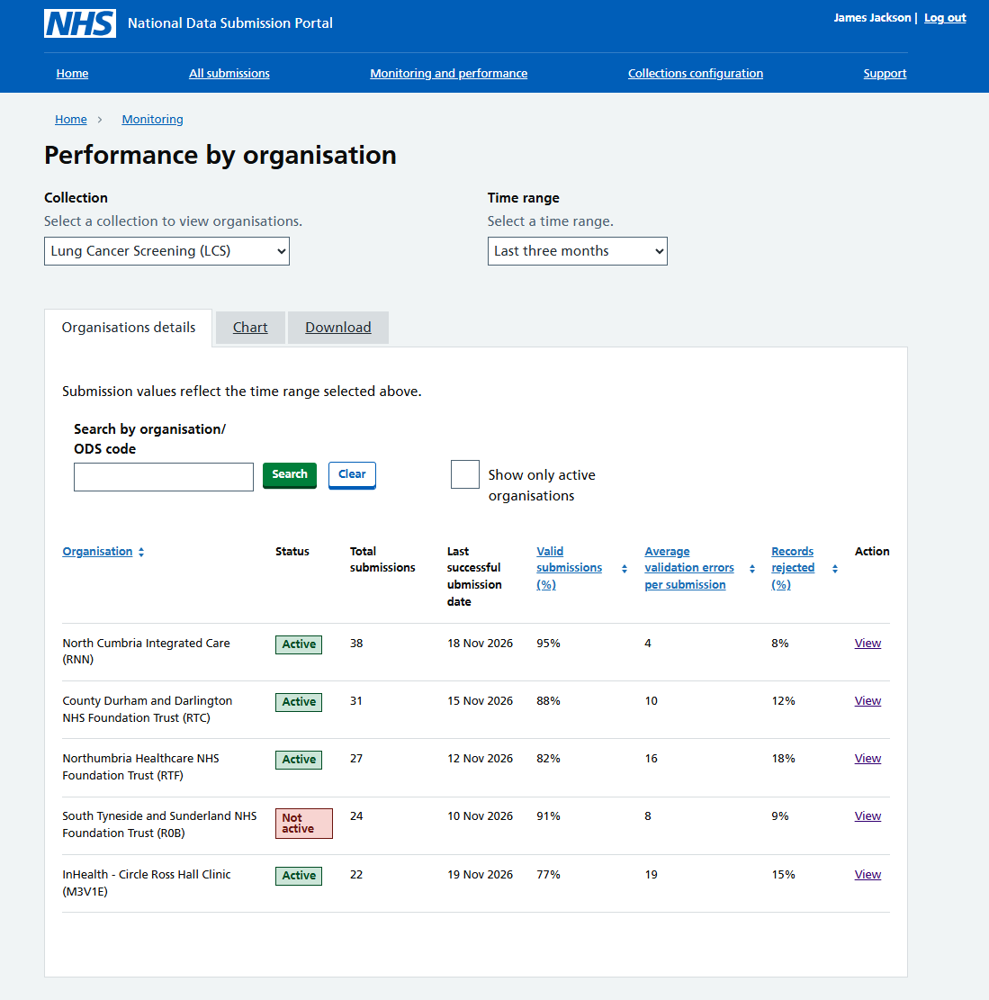 NHS National Data Submission Portal
James Jackson | Log out
Home All submissions Monitoring and performance Collections configuration Support
Home > Monitoring
Performance by organisation
Collection
Select a collection to view organisations.
Lung Cancer Screening (LCS)
Time range
Select a time range.
Last three months
Organisations details Chart Download
Submission values reflect the time range selected above.
Search by organisation/
ODS code
Search Clear
Show only active
organisations
Organisation
Status
Total
submissions
Last
successful
ubmission
date
Valid
submissions
(%)
Average
validation errors
per submission
Records
rejected
(%)
Action
North Cumbria Integrated Care
(RNN)
Active 38 18 Nov 2026 95% 4 8% View
County Durham and Darlington
NHS Foundation Trust (RTC)
Active 31 15 Nov 2026 88% 10 12% View
Northumbria Healthcare NHS
Foundation Trust (RTF)
Active 27 12 Nov 2026 82% 16 18% View
South Tyneside and Sunderland NHS
Foundation Trust (R0B)
Not
active
24 10 Nov 2026 91% 8 9% View
InHealth - Circle Ross Hall Clinic
(M3V1E)
Active 22 19 Nov 2026 77% 19 15% View